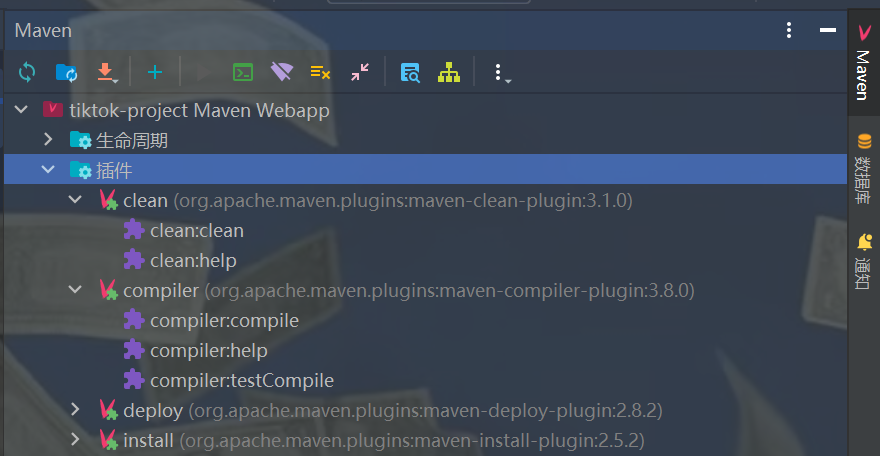 Maven
tiktok-project Maven Webapp
生命周期
插件
clean (org.apache.maven.plugins:maven-clean-plugin:3.1.0)
clean:clean
clean:help
compiler (org.apache.maven.plugins:maven-compiler-plugin:3.8.0)
compiler:compile
compiler:help
compiler:testCompile
deploy (org.apache.maven.plugins:maven-deploy-plugin:2.8.2)
install (org.apache.maven.plugins:maven-install-plugin:2.5.2)
Maven
数据库
通知